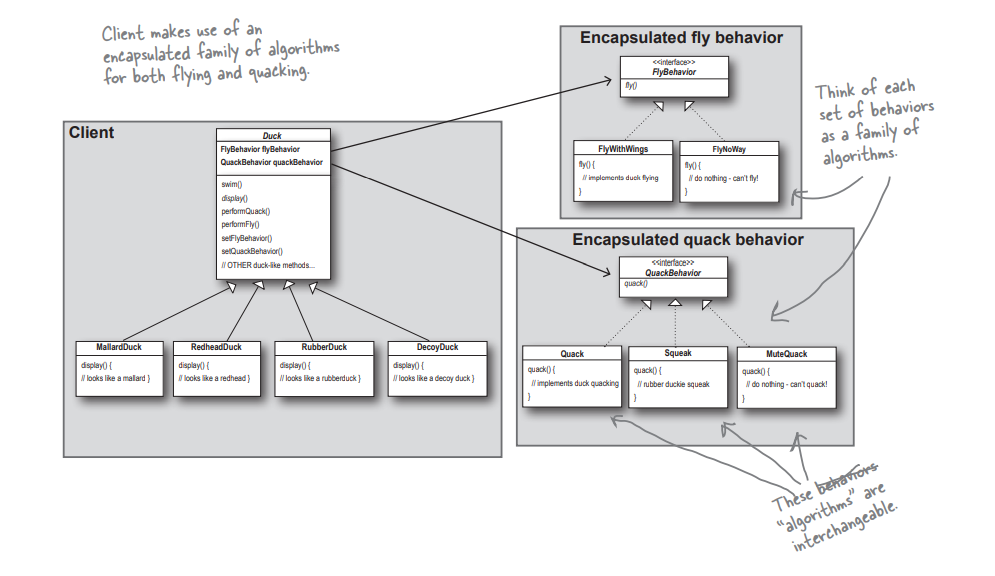 Client makes use of an
encapsulated family of algorithms
for both flying and quacking.
Client
Duck
FlyBehavior flyBehavior
QuackBehavior quackBehavior
swim()
display()
performQuack()
performFly()
setFlyBehavior()
setQuackBehavior()
// OTHER duck-like methods...
MallardDuck
display() {
// looks like a mallard }
RedheadDuck
display() {
// looks like a redhead }
RubberDuck
display() {
// looks like a rubberduck }
DecoyDuck
display() {
// looks like a decoy duck }
Encapsulated fly behavior
<<interface>>
FlyBehavior
fly()
FlyWithWings
fly() {
// implements duck flying
}
FlyNoWay
fly() {
// do nothing - can't fly!
}
Think of each
set of behaviors
as a family of
algorithms.
Encapsulated quack behavior
<<interface>>
QuackBehavior
quack()
Quack
quack() {
// implements duck quacking
}
Squeak
quack() {
// rubber duckie squeak
}
MuteQuack
quack() {
// do nothing - can't quack!
}
These behaviors
“algorithms” are
interchangeable.